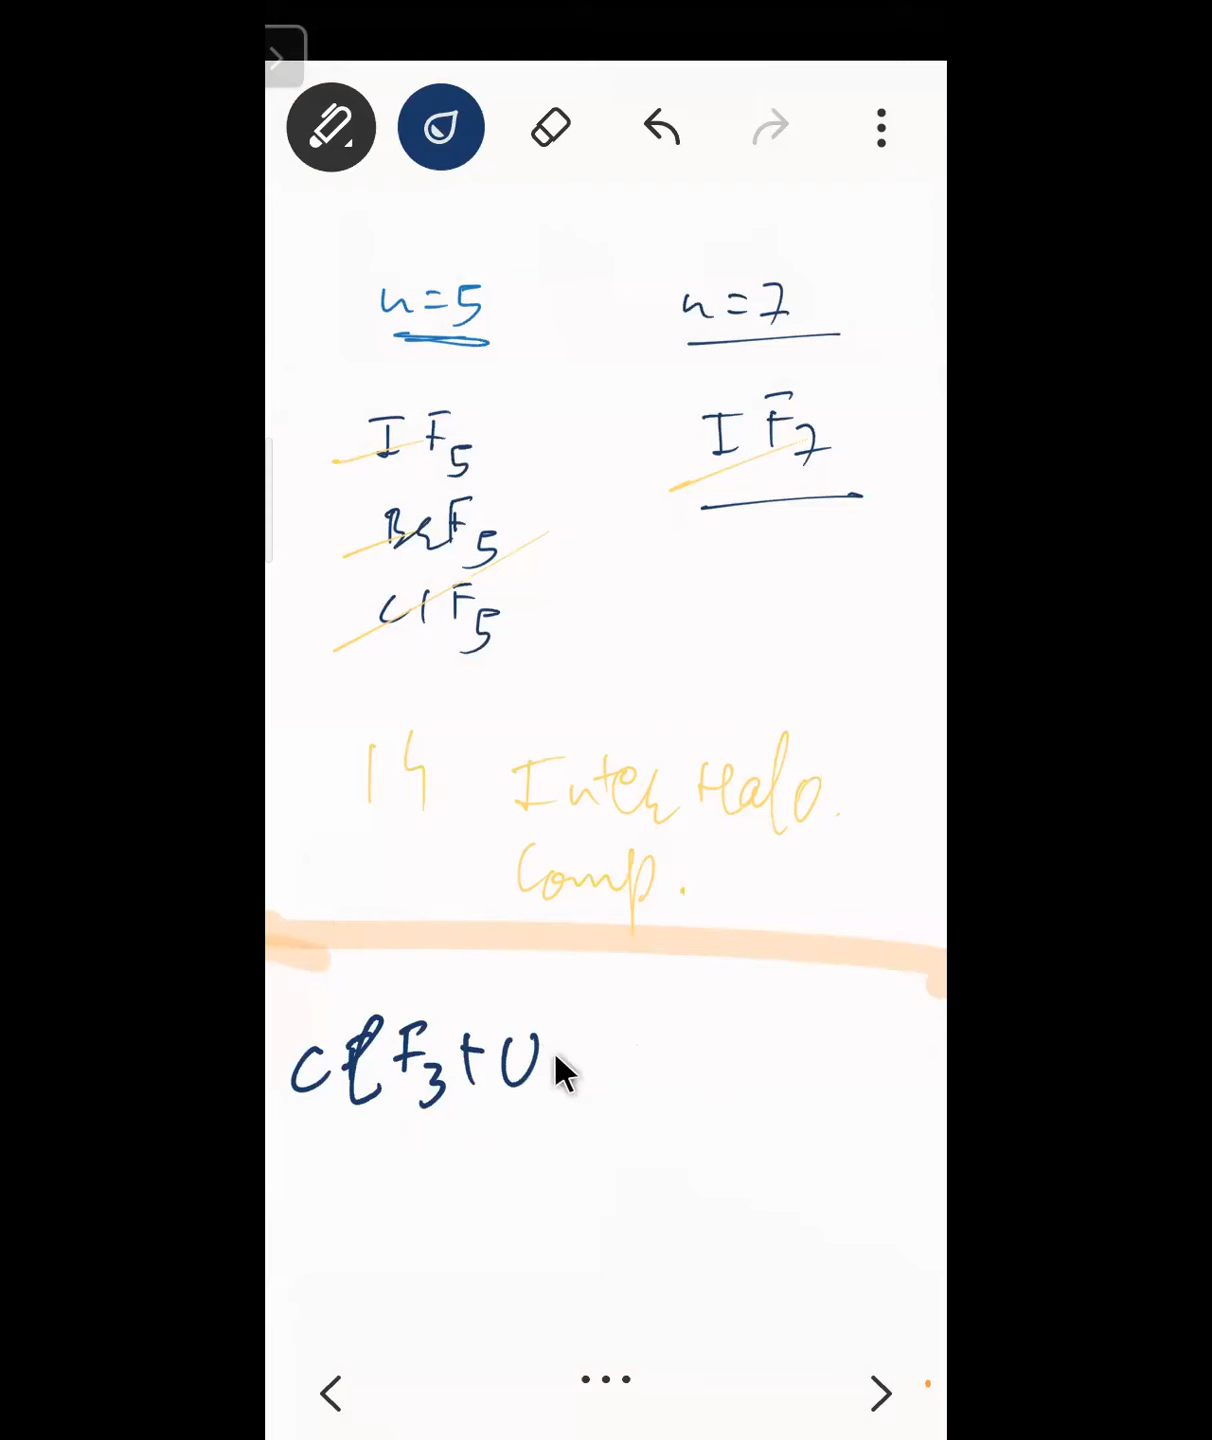 n=5 n=7
IF5 IF7
BrF5
ClF5
14 Inter Halo.
Comp.
ClF3+U